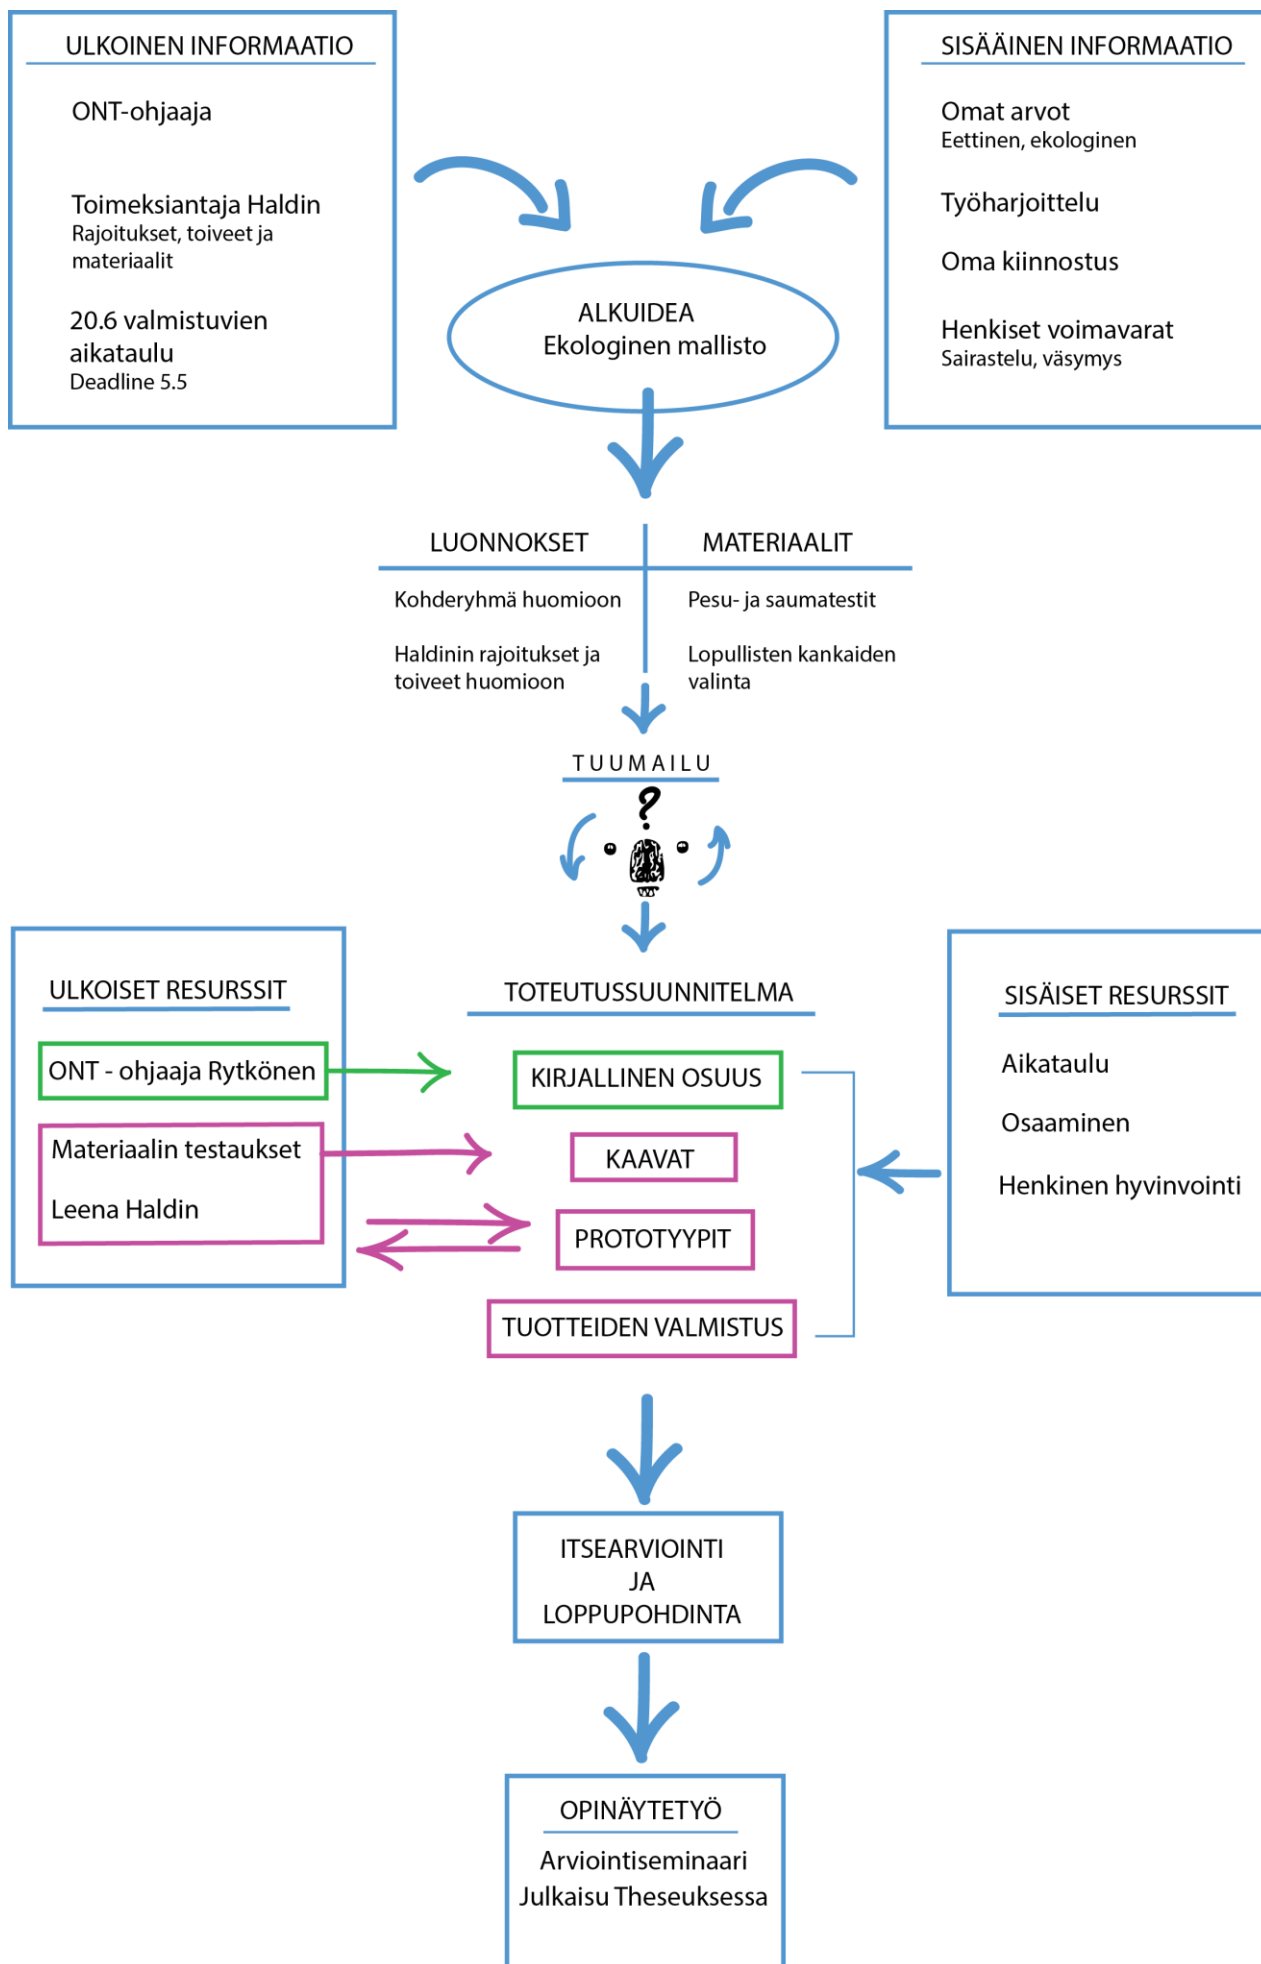 ULKOINEN INFORMAATIO
ONT-ohjaaja
Toimeksiantaja Haldin
Rajoitukset, toiveet ja
materiaalit
20.6 valmistuvien
aikataulu
Deadline 5.5
SISÄÄINEN INFORMAATIO
Omat arvot
Eettinen, ekologinen
Työharjoittelu
Oma kiinnostus
Henkiset voimavarat
Sairastelu, väsymys
ALKUIDEA
Ekologinen mallisto
LUONNOKSET
Kohderyhmä huomioon
Haldinin rajoitukset ja
toiveet huomioon
MATERIAALIT
Pesu- ja saumatestit
Lopullisten kankaiden
valinta
TUUMAILU
?
ULKOISET RESURSSIT
ONT - ohjaaja Rytkönen
Materiaalin testaukset
Leena Haldin
TOTEUTUSSUUNNITELMA
KIRJALLINEN OSUUS
KAAVAT
PROTOTYYPIT
TUOTTEIDEN VALMISTUS
SISÄISET RESURSSIT
Aikataulu
Osaaminen
Henkinen hyvinvointi
ITSEARVIOINTI
JA
LOPPUPOHDINTA
OPINÄYTETYÖ
Arviointiseminaari
Julkaisu Theseuksessa